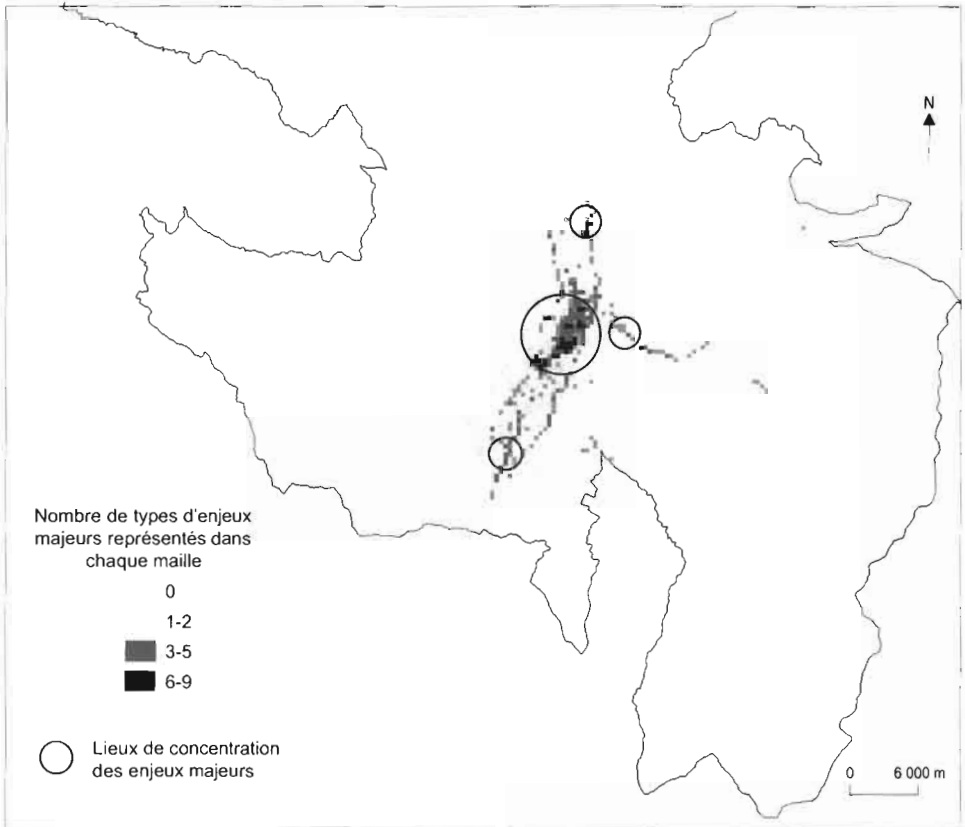 N
Nombre de types d'enjeux
majeurs représentés dans
chaque maille
0
1-2
3-5
6-9
Lieux de concentration
des enjeux majeurs
0 6 000 m